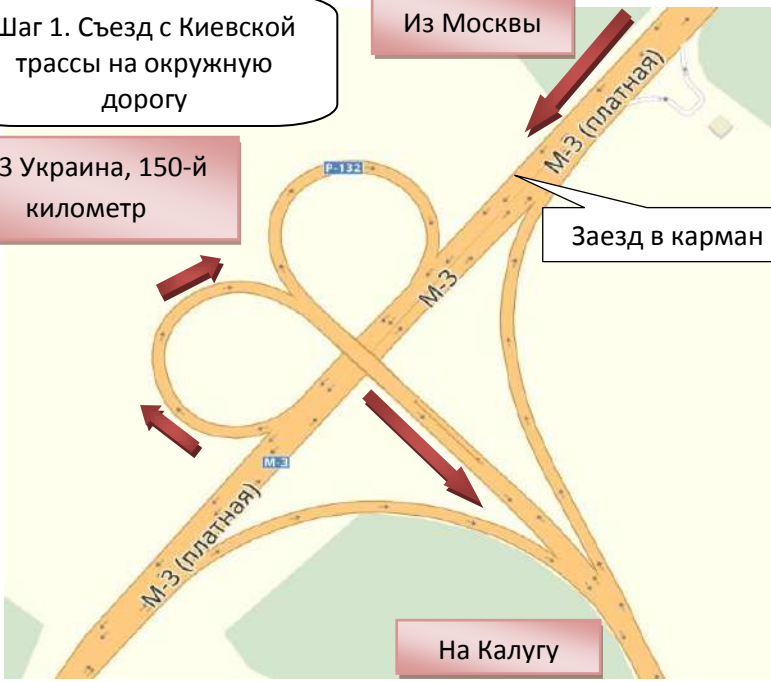 Шаг 1. Съезд с Киевской
трассы на окружную
дорогу
Из Москвы
3 Украина, 150-й
километр
М-3 (платная)
Р-132
Заезд в карман
М-3
М-3
М-3 (платная)
На Калугу